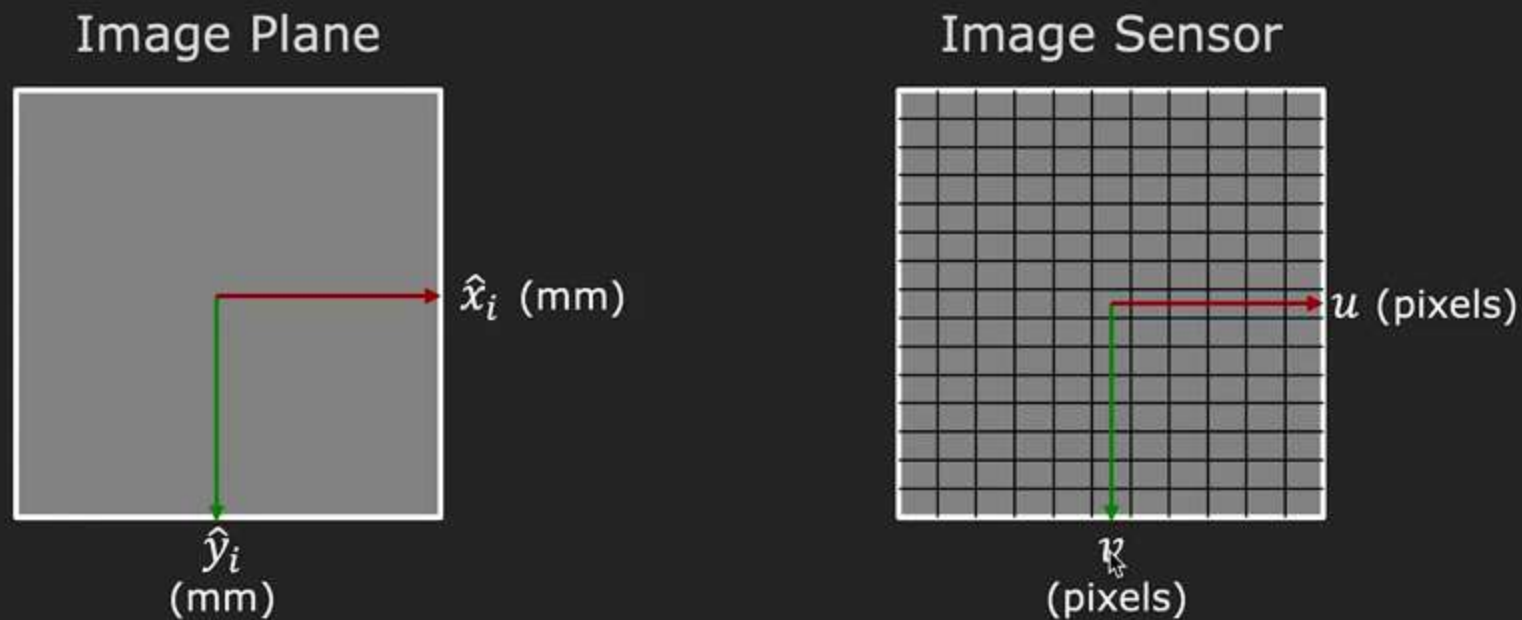 Image Plane
Image Sensor
x̂ᵢ (mm)
u (pixels)
ŷᵢ
(mm)
v
(pixels)